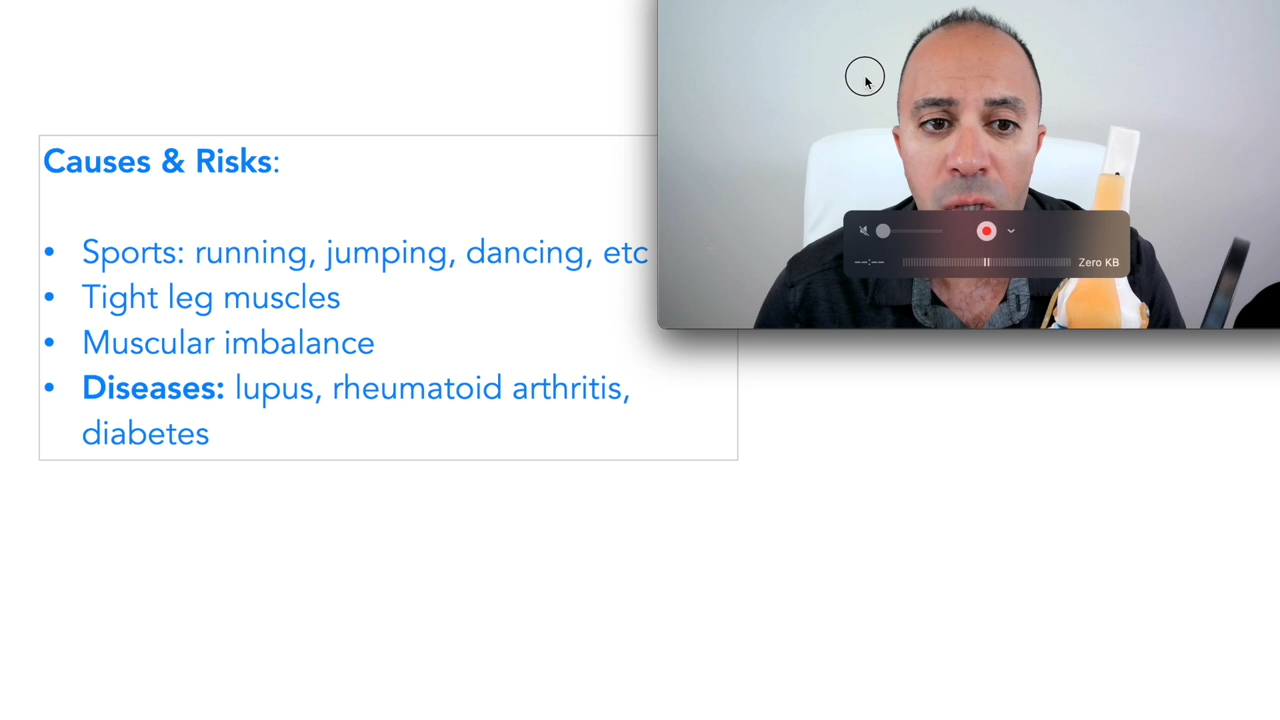 Causes & Risks:
• Sports: running, jumping, dancing, etc
• Tight leg muscles
• Muscular imbalance
• Diseases: lupus, rheumatoid arthritis,
diabetes
--:--
Zero KB